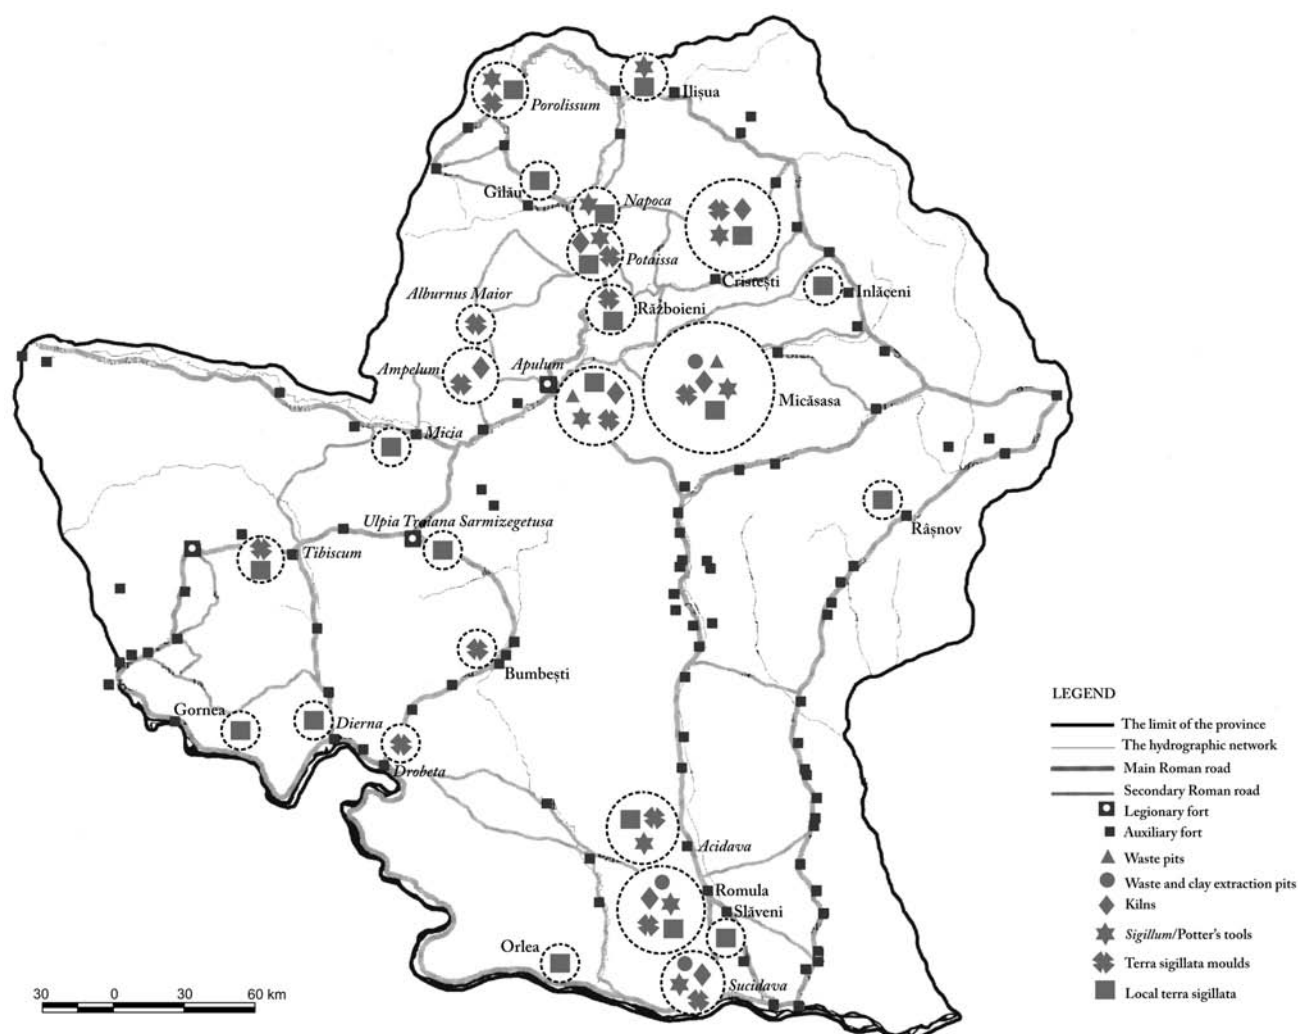 Ilișua
Porolissum
Gîlău
Napoca
Potaissa
Cristești
Inlăceni
Alburnus Maior
Războieni
Ampelum
Apulum
Micăsasa
Micia
Ulpia Traiana Sarmizegetusa
Râșnov
Tibiscum
Bumbești
Gornea
Dierna
Drobeta
Acidava
Romula
Slăveni
Orlea
Sucidava
LEGEND
The limit of the province
The hydrographic network
Main Roman road
Secondary Roman road
Legionary fort
Auxiliary fort
Waste pits
Waste and clay extraction pits
Kilns
Sigillum/Potter's tools
Terra sigillata moulds
Local terra sigillata
30 0 30 60 km